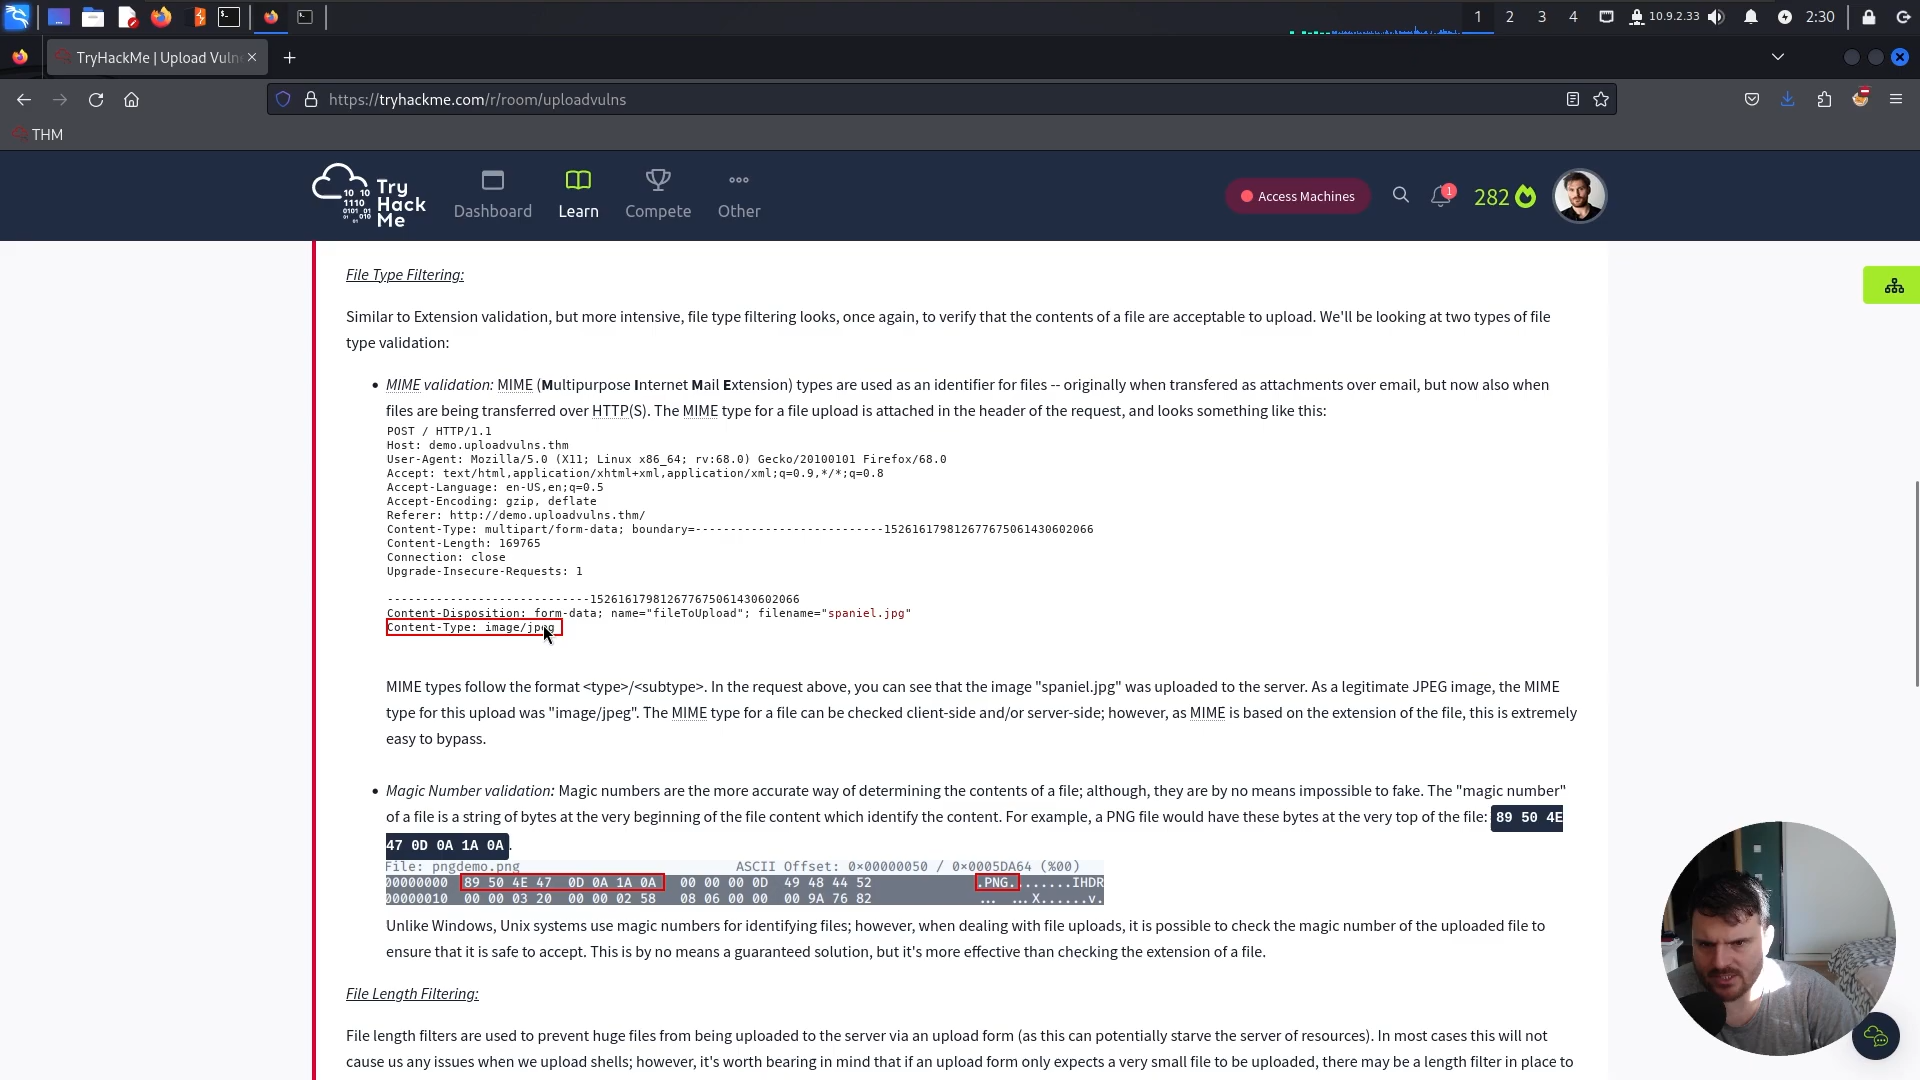 1 2 3 4 10.9.2.33 2:30
TryHackMe | Upload Vuln
https://tryhackme.com/r/room/uploadvulns
THM
Try
Hack
Me
Dashboard
Learn
Compete
Other
Access Machines
1
282
File Type Filtering:
Similar to Extension validation, but more intensive, file type filtering looks, once again, to verify that the contents of a file are acceptable to upload. We'll be looking at two types of file
type validation:
• MIME validation: MIME (Multipurpose Internet Mail Extension) types are used as an identifier for files -- originally when transfered as attachments over email, but now also when
files are being transferred over HTTP(S). The MIME type for a file upload is attached in the header of the request, and looks something like this:
POST / HTTP/1.1
Host: demo.uploadvulns.thm
User-Agent: Mozilla/5.0 (X11; Linux x86_64; rv:68.0) Gecko/20100101 Firefox/68.0
Accept: text/html,application/xhtml+xml,application/xml;q=0.9,*/*;q=0.8
Accept-Language: en-US,en;q=0.5
Accept-Encoding: gzip, deflate
Referer: http://demo.uploadvulns.thm/
Content-Type: multipart/form-data; boundary=---------------------------152616179812677675061430602066
Content-Length: 169765
Connection: close
Upgrade-Insecure-Requests: 1
-----------------------------152616179812677675061430602066
Content-Disposition: form-data; name="fileToUpload"; filename="spaniel.jpg"
Content-Type: image/jpeg
MIME types follow the format <type>/<subtype>. In the request above, you can see that the image "spaniel.jpg" was uploaded to the server. As a legitimate JPEG image, the MIME
type for this upload was "image/jpeg". The MIME type for a file can be checked client-side and/or server-side; however, as MIME is based on the extension of the file, this is extremely
easy to bypass.
• Magic Number validation: Magic numbers are the more accurate way of determining the contents of a file; although, they are by no means impossible to fake. The "magic number"
of a file is a string of bytes at the very beginning of the file content which identify the content. For example, a PNG file would have these bytes at the very top of the file: 89 50 4E
47 0D 0A 1A 0A.
File: pngdemo.png ASCII Offset: 0x00000050 / 0x0005DA64 (%00)
00000000 89 50 4E 47 0D 0A 1A 0A 00 00 00 0D 49 48 44 52 .PNG........IHDR
00000010 00 00 03 20 00 00 02 58 08 06 00 00 00 9A 76 82 ... ...X......v.
Unlike Windows, Unix systems use magic numbers for identifying files; however, when dealing with file uploads, it is possible to check the magic number of the uploaded file to
ensure that it is safe to accept. This is by no means a guaranteed solution, but it's more effective than checking the extension of a file.
File Length Filtering:
File length filters are used to prevent huge files from being uploaded to the server via an upload form (as this can potentially starve the server of resources). In most cases this will not
cause us any issues when we upload shells; however, it's worth bearing in mind that if an upload form only expects a very small file to be uploaded, there may be a length filter in place to